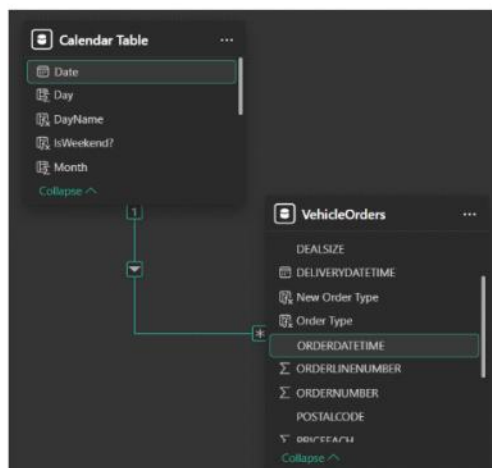 Calendar Table
Date
Day
DayName
IsWeekend?
Month
Collapse
1
VehicleOrders
DEALSIZE
DELIVERYDATETIME
New Order Type
Order Type
*
ORDERDATETIME
ORDERLINENUMBER
ORDERNUMBER
POSTALCODE
PRICEEACH
Collapse